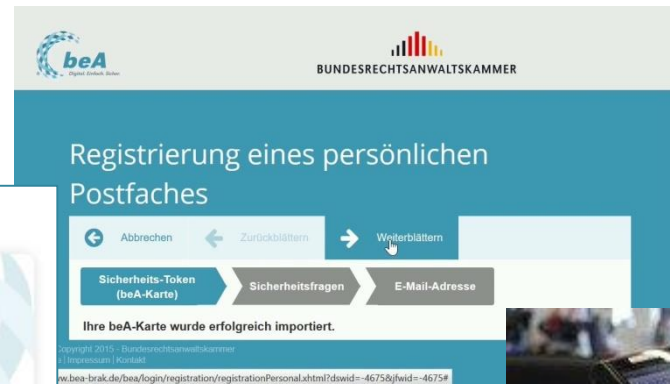 beA
Digital. Einfach. Sicher.
BUNDESRECHTSANWALTSKAMMER
Registrierung eines persönlichen
Postfaches
Abbrechen
Zurückblättern
Weiterblättern
Sicherheits-Token
(beA-Karte)
Sicherheitsfragen
E-Mail-Adresse
Ihre beA-Karte wurde erfolgreich importiert.
opyright 2015 - Bundesrechtsanwaltskammer
| Impressum | Kontakt
w.bea-brak.de/bea/login/registration/registrationPersonal.xhtml?dswid=-4675&jfwid=-4675#